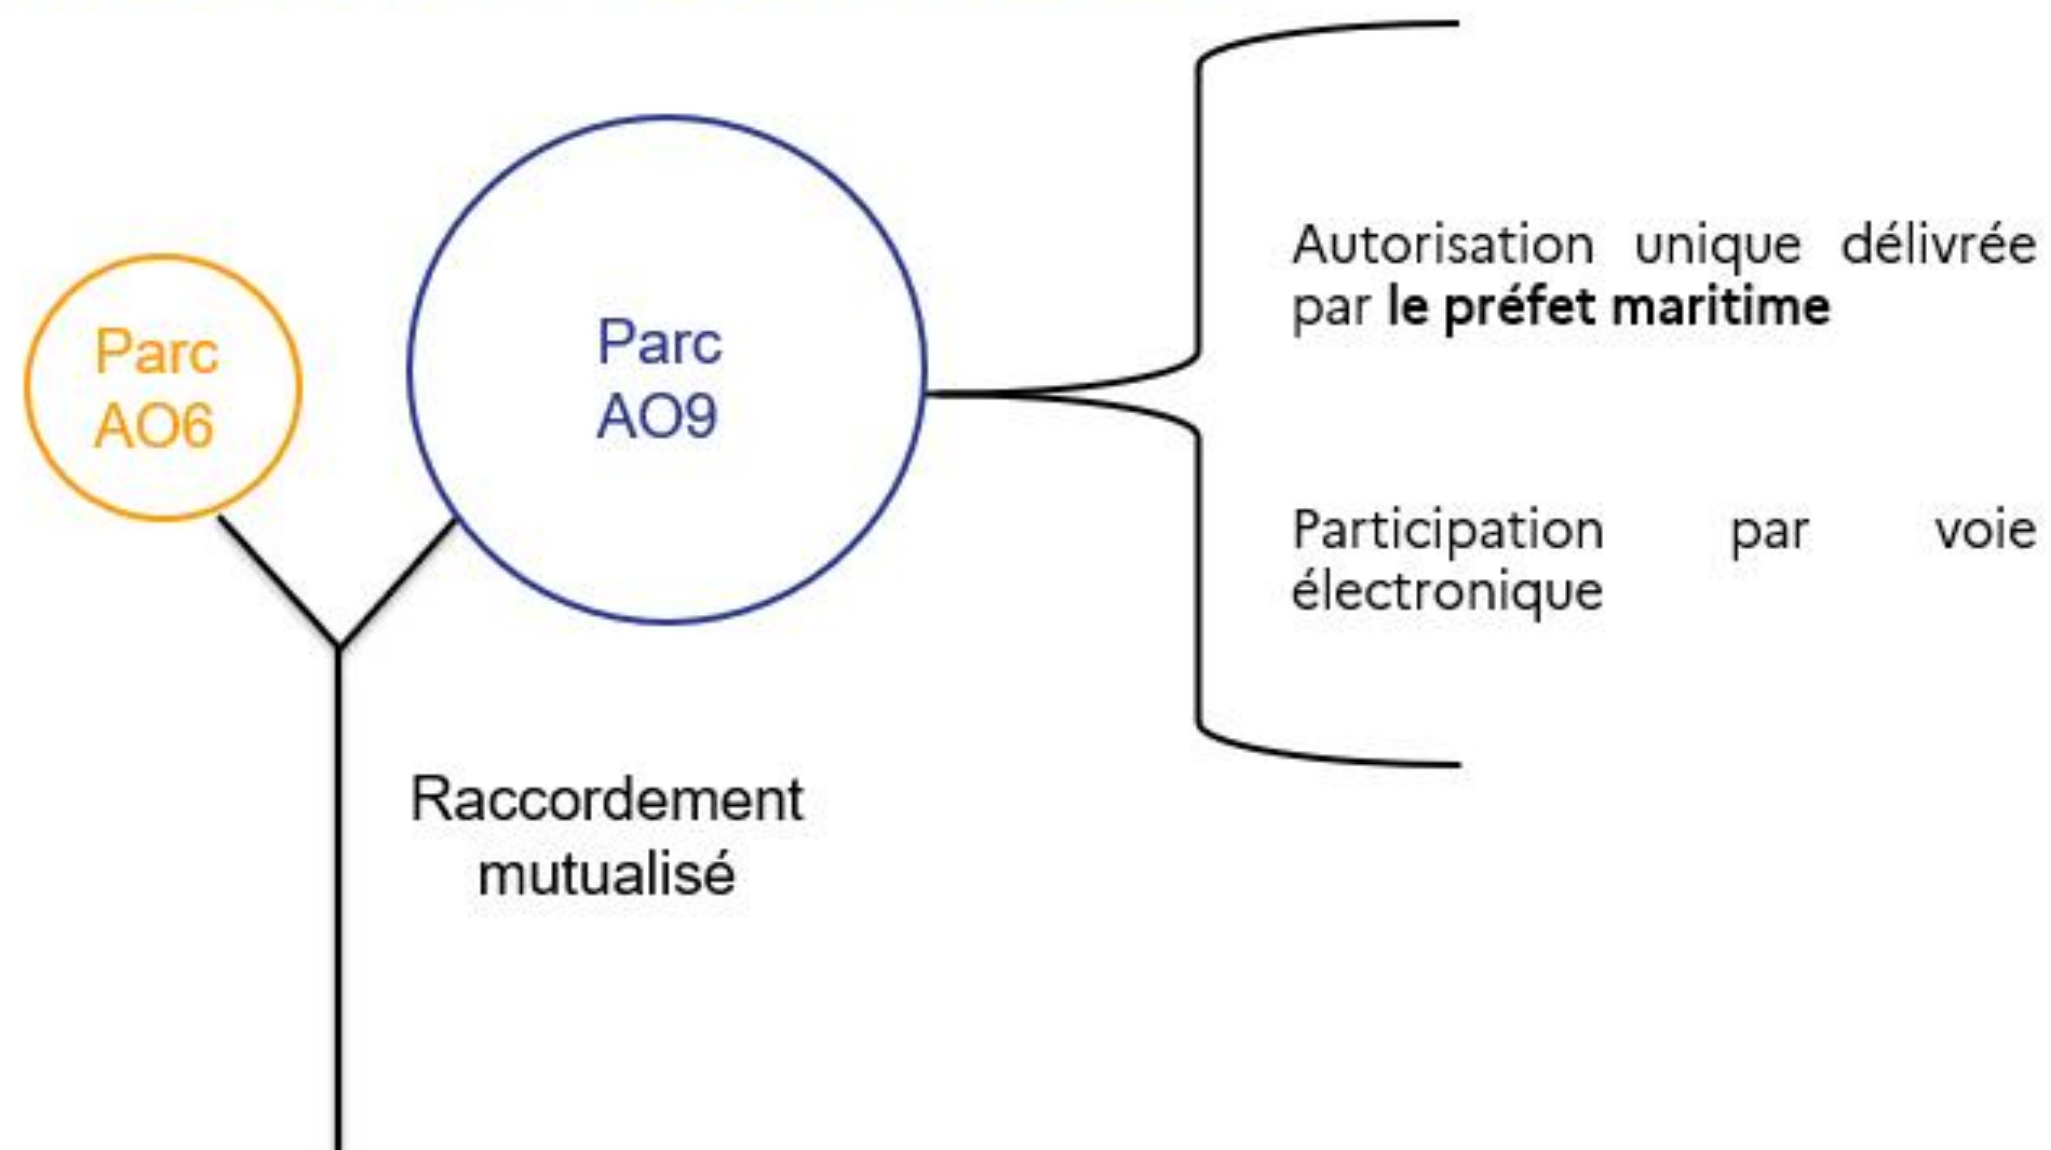 Parc
AO6
Parc
AO9
Autorisation unique délivrée
par le préfet maritime
Participation par voie
électronique
Raccordement
mutualisé